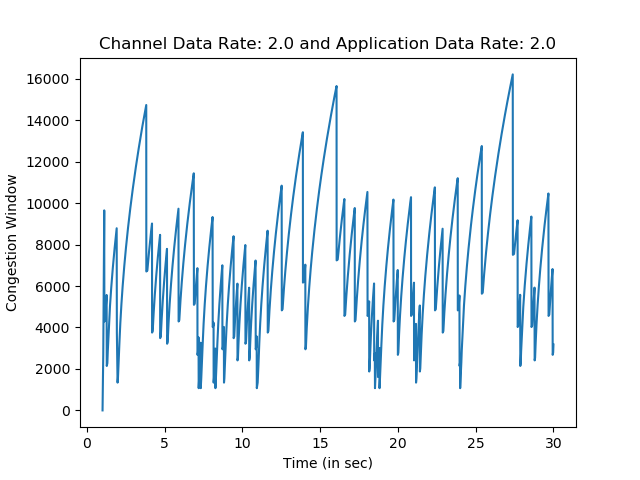 Channel Data Rate: 2.0 and Application Data Rate: 2.0
16000
14000
12000
10000
8000
6000
4000
2000
0
Congestion Window
0 5 10 15 20 25 30
Time (in sec)